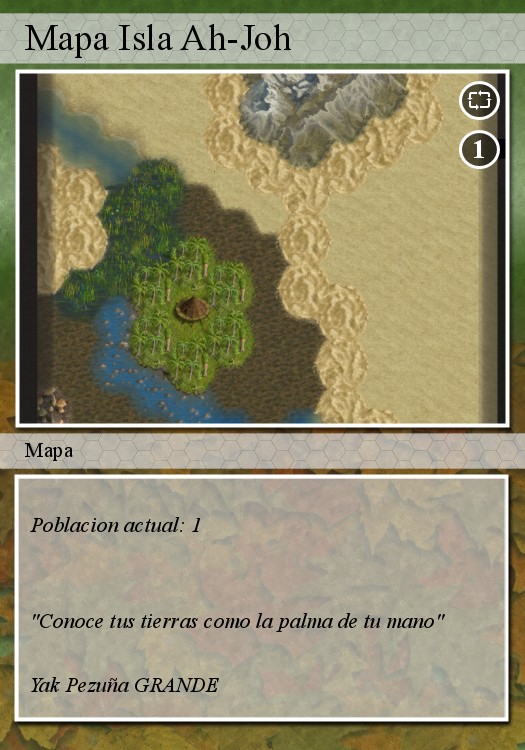 Mapa Isla Ah-Joh
1
Mapa
Poblacion actual: 1
"Conoce tus tierras como la palma de tu mano"
Yak Pezuña GRANDE